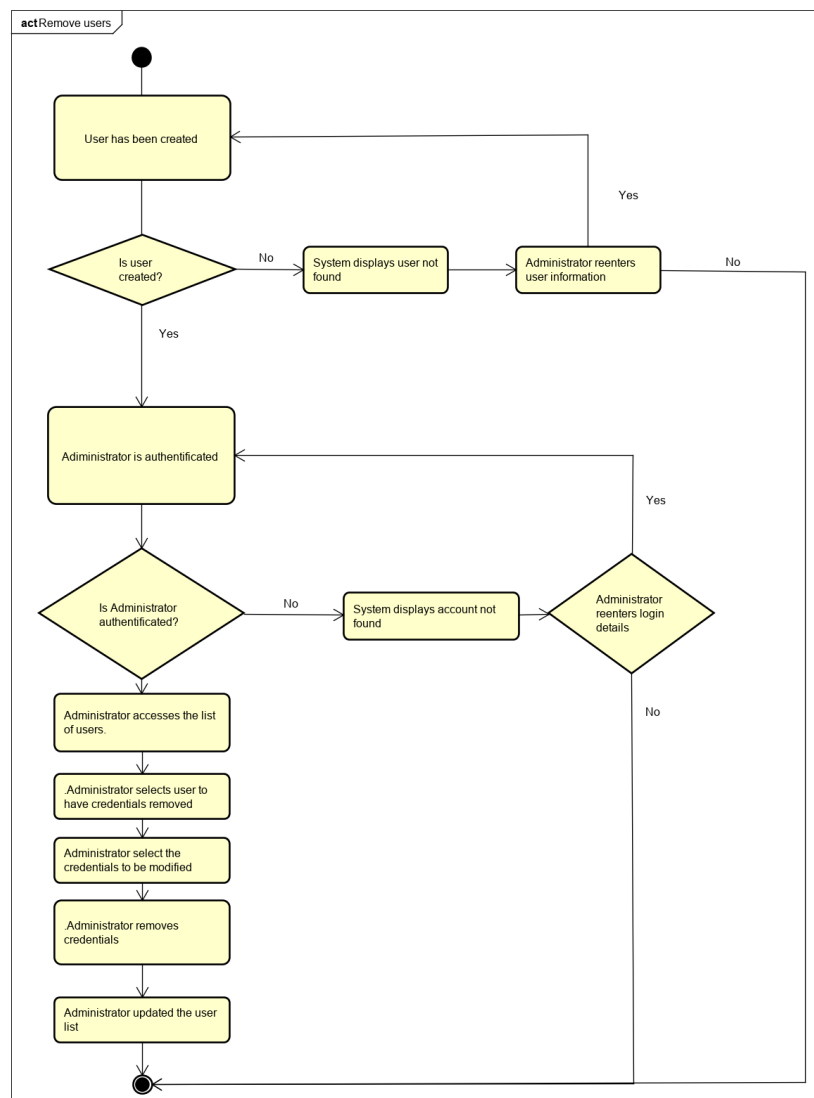 act Remove users
User has been created
Yes
Is user
created?
No
System displays user not
found
Administrator reenters
user information
No
Yes
Adiministrator is authentificated
Yes
Is Administrator
authentificated?
No
System displays account not
found
Administrator
reenters login
details
No
Administrator accesses the list
of users.
.Administrator selects user to
have credentials removed
Administrator select the
credentials to be modified
.Administrator removes
credentials
Administrator updated the user
list